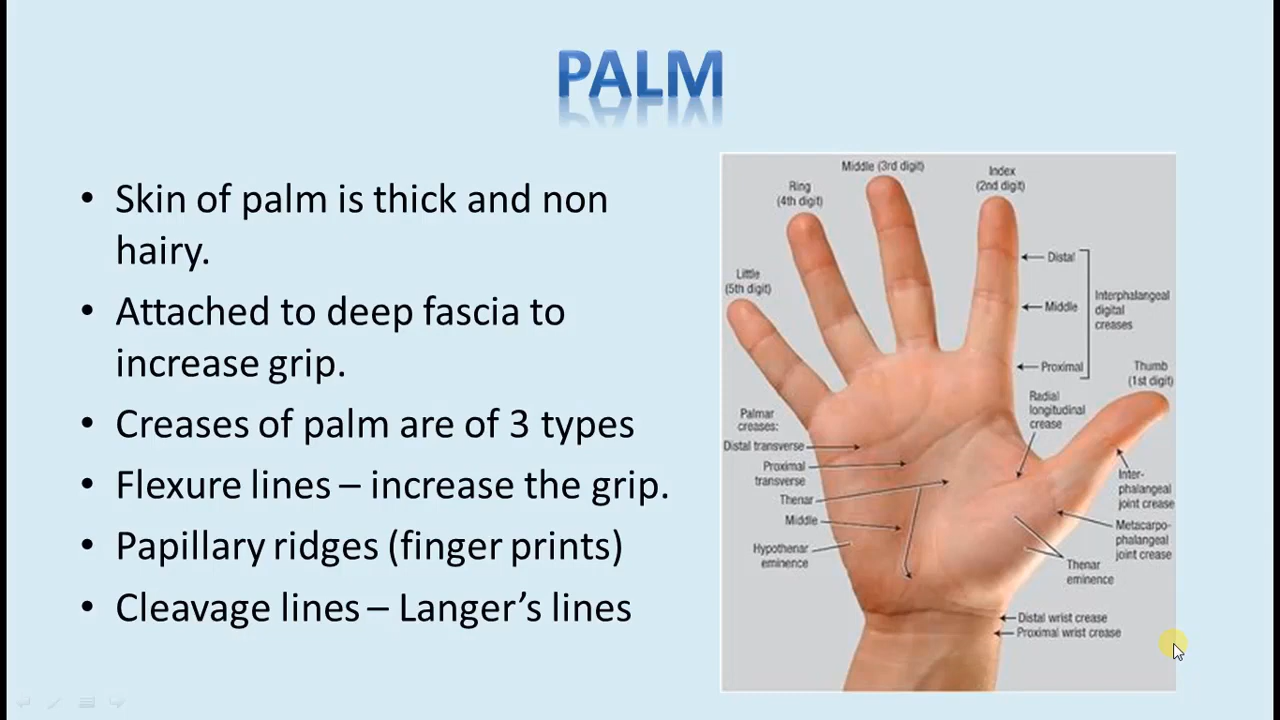 PALM
• Skin of palm is thick and non
hairy.
• Attached to deep fascia to
increase grip.
• Creases of palm are of 3 types
• Flexure lines – increase the grip.
• Papillary ridges (finger prints)
• Cleavage lines – Langer’s lines
Middle (3rd digit)
Ring
(4th digit)
Index
(2nd digit)
Little
(5th digit)
Distal
Middle
Proximal
Interphalangeal
digital
creases
Thumb
(1st digit)
Radial
longitudinal
crease
Palmar
creases:
Distal transverse
Proximal
transverse
Thenar
Middle
Hypothenar
eminence
Inter-
phalangeal
joint crease
Metacarpo-
phalangeal
joint crease
Thenar
eminence
Distal wrist crease
Proximal wrist crease